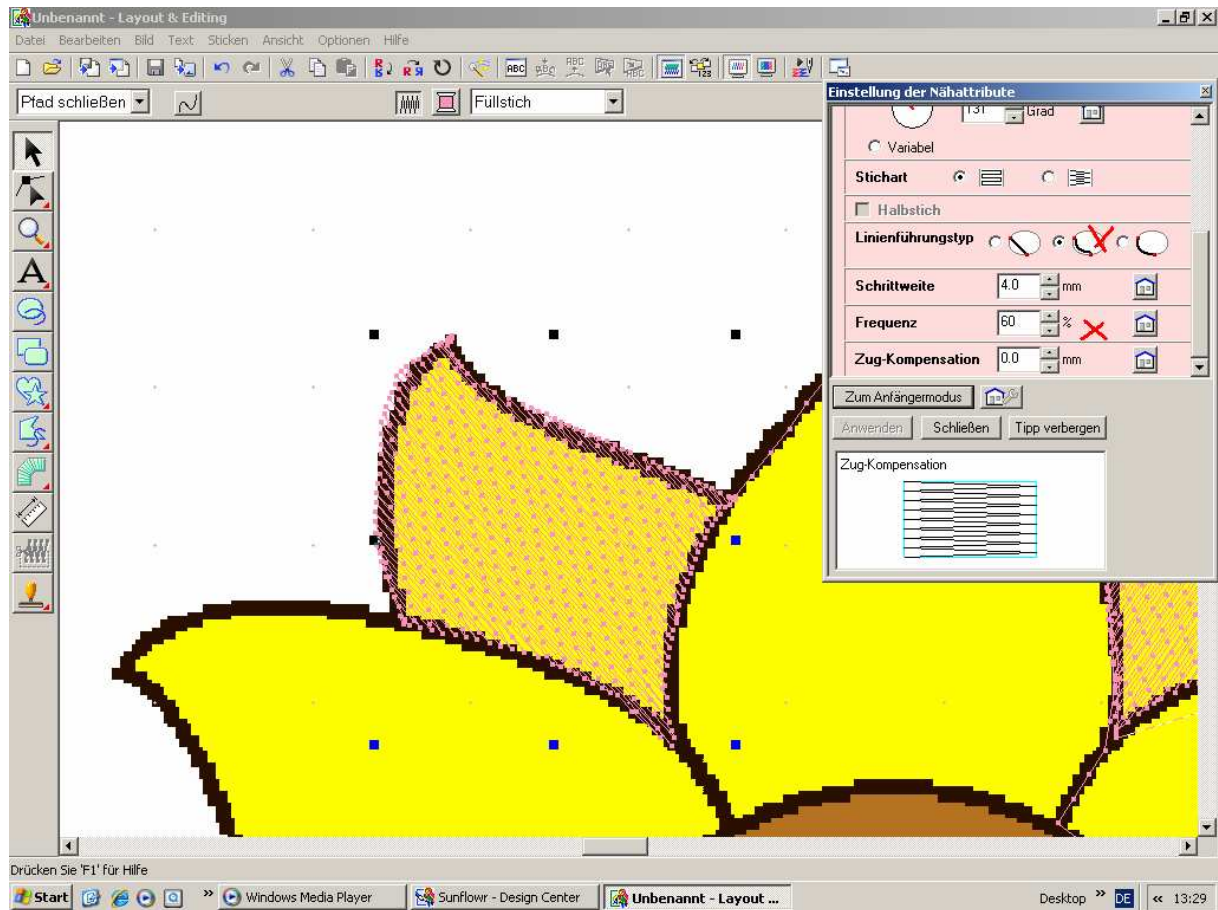 Unbenannt - Layout & Editing
Datei Bearbeiten Bild Text Sticken Ansicht Optionen Hilfe
Pfad schließen
Füllstich
Einstellung der Nähattribute
131 Grad
Variabel
Stichart
Halbstich
Linienführungstyp
Schrittweite 4.0 mm
Frequenz 60 %
Zug-Kompensation 0.0 mm
Zum Anfängermodus
Anwenden Schließen Tipp verbergen
Zug-Kompensation
Drücken Sie 'F1' für Hilfe
Start » Windows Media Player Sunflowr - Design Center Unbenannt - Layout ... Desktop » DE « 13:29